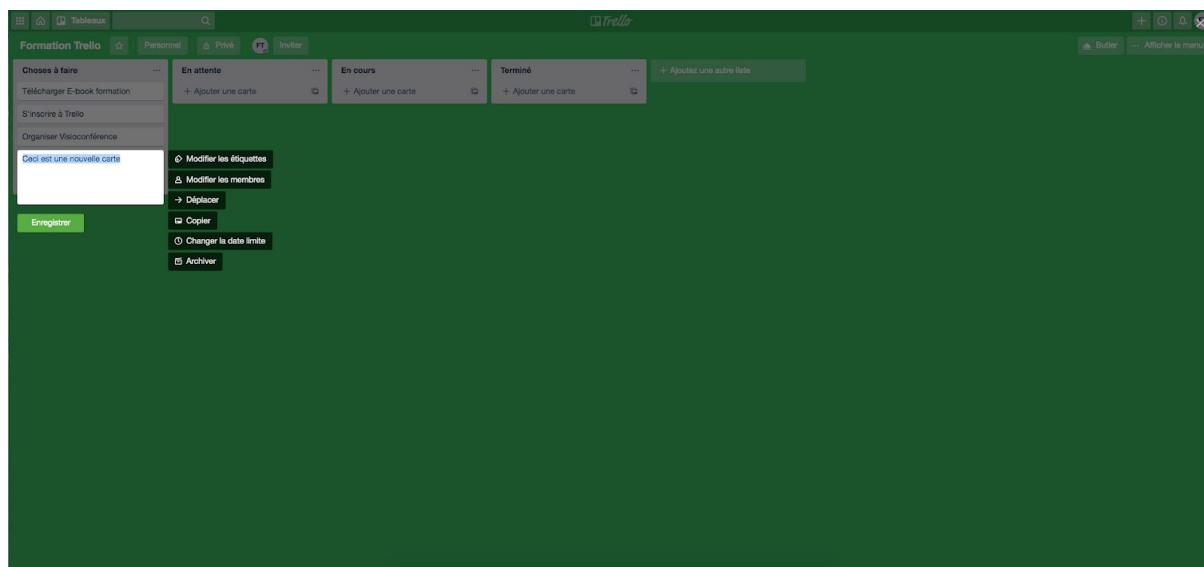 Tableaux
Trello
Formation Trello Personnel Privé FT Inviter Butler ··· Afficher le menu
Choses à faire ···
Télécharger E-book formation
S'inscrire à Trello
Organiser Visioconférence
Ceci est une nouvelle carte
Enregistrer
Modifier les étiquettes
Modifier les membres
Déplacer
Copier
Changer la date limite
Archiver
En attente ···
+ Ajouter une carte
En cours ···
+ Ajouter une carte
Terminé ···
+ Ajouter une carte
+ Ajoutez une autre liste